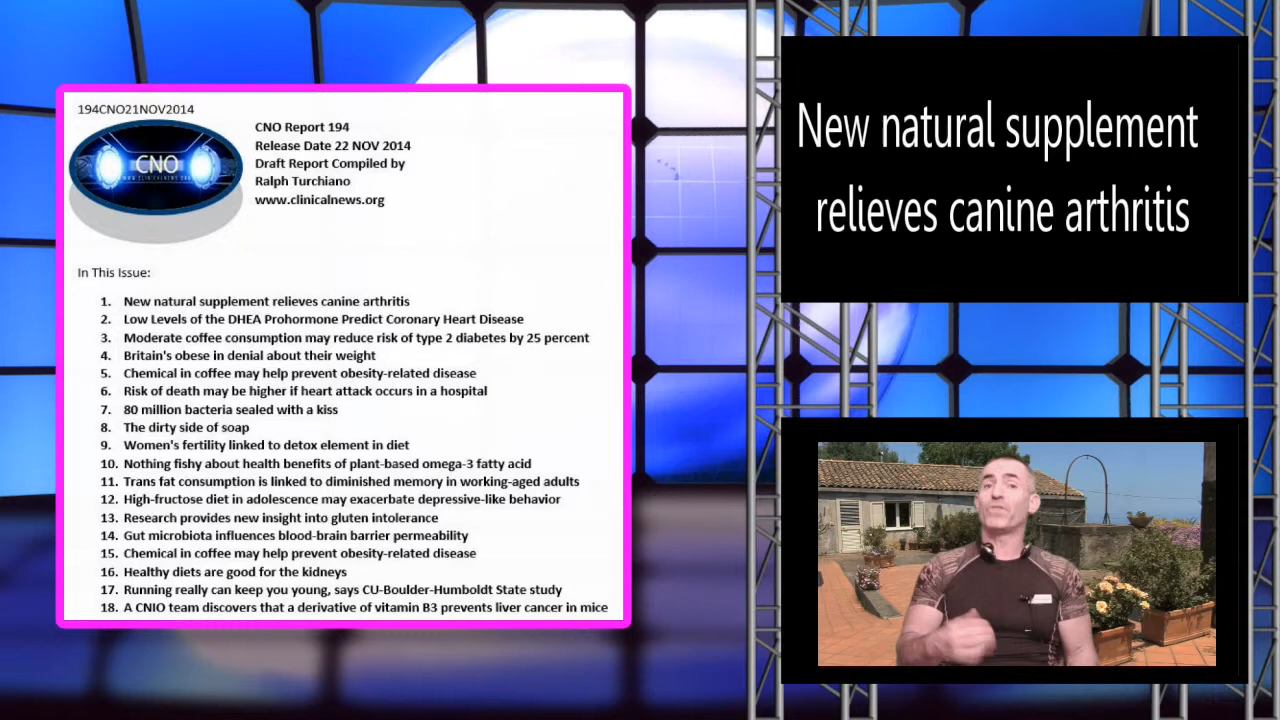 194CNO21NOV2014
CNO
WWW.CLINICALNEWS.ORG
CNO Report 194
Release Date 22 NOV 2014
Draft Report Compiled by
Ralph Turchiano
www.clinicalnews.org
In This Issue:
1. New natural supplement relieves canine arthritis
2. Low Levels of the DHEA Prohormone Predict Coronary Heart Disease
3. Moderate coffee consumption may reduce risk of type 2 diabetes by 25 percent
4. Britain's obese in denial about their weight
5. Chemical in coffee may help prevent obesity-related disease
6. Risk of death may be higher if heart attack occurs in a hospital
7. 80 million bacteria sealed with a kiss
8. The dirty side of soap
9. Women's fertility linked to detox element in diet
10. Nothing fishy about health benefits of plant-based omega-3 fatty acid
11. Trans fat consumption is linked to diminished memory in working-aged adults
12. High-fructose diet in adolescence may exacerbate depressive-like behavior
13. Research provides new insight into gluten intolerance
14. Gut microbiota influences blood-brain barrier permeability
15. Chemical in coffee may help prevent obesity-related disease
16. Healthy diets are good for the kidneys
17. Running really can keep you young, says CU-Boulder-Humboldt State study
18. A CNIO team discovers that a derivative of vitamin B3 prevents liver cancer in mice
New natural supplement
relieves canine arthritis